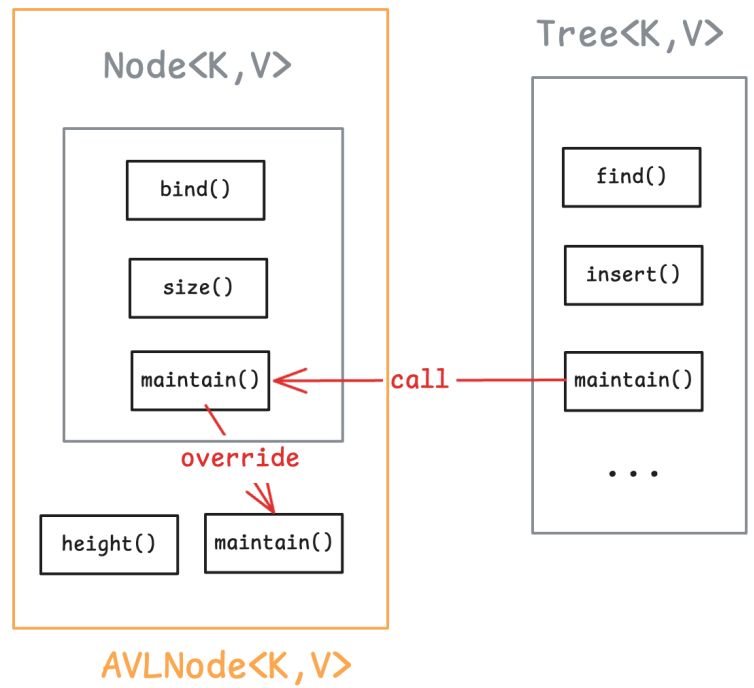 Tree<K,V>
Node<K,V>
bind()
find()
size()
insert()
maintain()
call
maintain()
override
...
height()
maintain()
AVLNode<K,V>